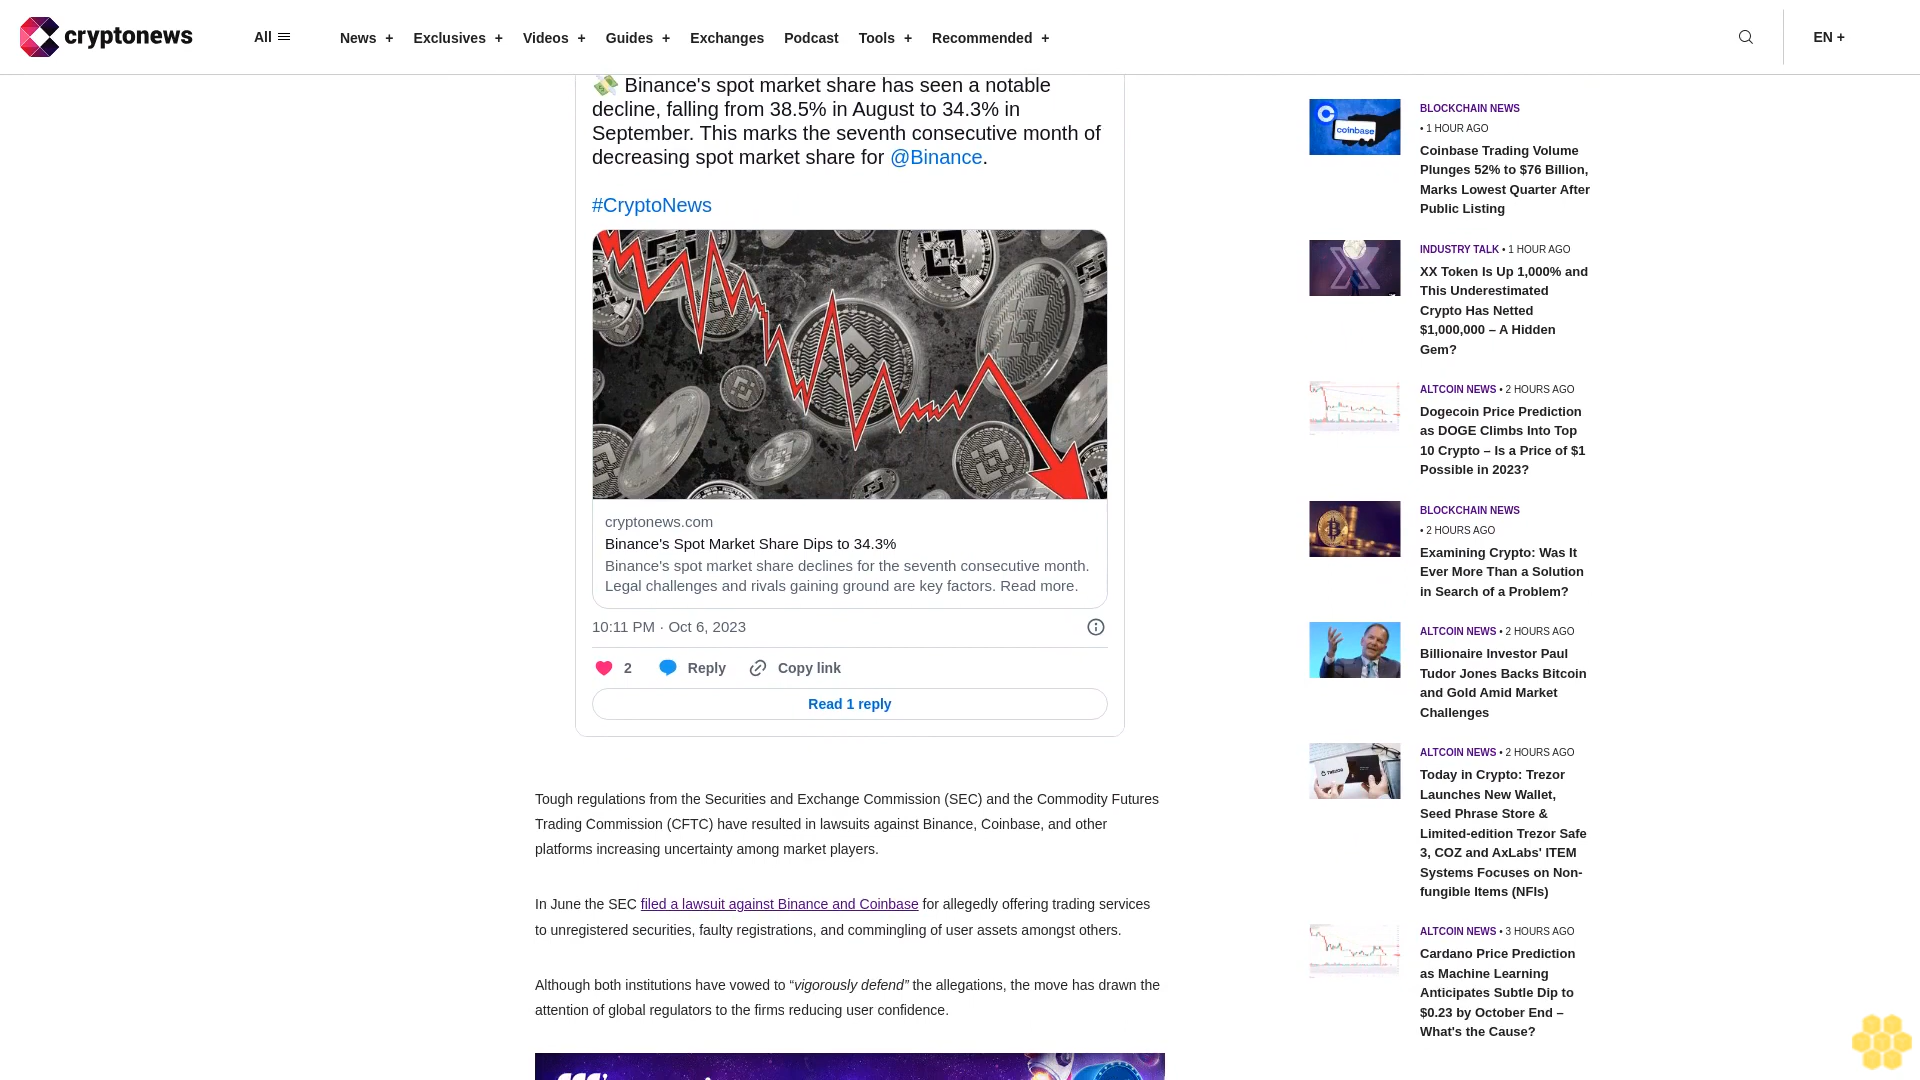 cryptonews
All
News +
Exclusives +
Videos +
Guides +
Exchanges
Podcast
Tools +
Recommended +
EN +
💸 Binance's spot market share has seen a notable
decline, falling from 38.5% in August to 34.3% in
September. This marks the seventh consecutive month of
decreasing spot market share for @Binance.
#CryptoNews
cryptonews.com
Binance's Spot Market Share Dips to 34.3%
Binance's spot market share declines for the seventh consecutive month.
Legal challenges and rivals gaining ground are key factors. Read more.
10:11 PM · Oct 6, 2023
2
Reply
Copy link
Read 1 reply
Tough regulations from the Securities and Exchange Commission (SEC) and the Commodity Futures
Trading Commission (CFTC) have resulted in lawsuits against Binance, Coinbase, and other
platforms increasing uncertainty among market players.
In June the SEC filed a lawsuit against Binance and Coinbase for allegedly offering trading services
to unregistered securities, faulty registrations, and commingling of user assets amongst others.
Although both institutions have vowed to “vigorously defend” the allegations, the move has drawn the
attention of global regulators to the firms reducing user confidence.
coinbase
BLOCKCHAIN NEWS
• 1 HOUR AGO
Coinbase Trading Volume
Plunges 52% to $76 Billion,
Marks Lowest Quarter After
Public Listing
INDUSTRY TALK • 1 HOUR AGO
XX Token Is Up 1,000% and
This Underestimated
Crypto Has Netted
$1,000,000 – A Hidden
Gem?
ALTCOIN NEWS • 2 HOURS AGO
Dogecoin Price Prediction
as DOGE Climbs Into Top
10 Crypto – Is a Price of $1
Possible in 2023?
BLOCKCHAIN NEWS
• 2 HOURS AGO
Examining Crypto: Was It
Ever More Than a Solution
in Search of a Problem?
ALTCOIN NEWS • 2 HOURS AGO
Billionaire Investor Paul
Tudor Jones Backs Bitcoin
and Gold Amid Market
Challenges
TREZOR
ALTCOIN NEWS • 2 HOURS AGO
Today in Crypto: Trezor
Launches New Wallet,
Seed Phrase Store &
Limited-edition Trezor Safe
3, COZ and AxLabs' ITEM
Systems Focuses on Non-
fungible Items (NFIs)
ALTCOIN NEWS • 3 HOURS AGO
Cardano Price Prediction
as Machine Learning
Anticipates Subtle Dip to
$0.23 by October End –
What's the Cause?